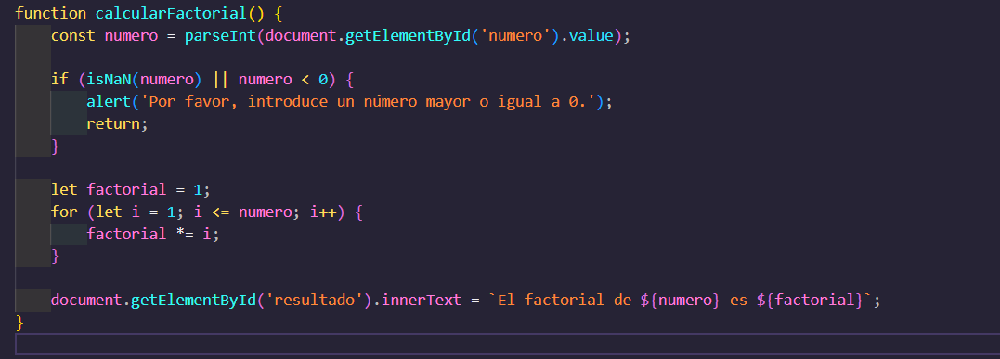 function calcularFactorial() {
    const numero = parseInt(document.getElementById('numero').value);

    if (isNaN(numero) || numero < 0) {
        alert('Por favor, introduce un número mayor o igual a 0.');
        return;
    }

    let factorial = 1;
    for (let i = 1; i <= numero; i++) {
        factorial *= i;
    }

    document.getElementById('resultado').innerText = `El factorial de ${numero} es ${factorial}`;
}